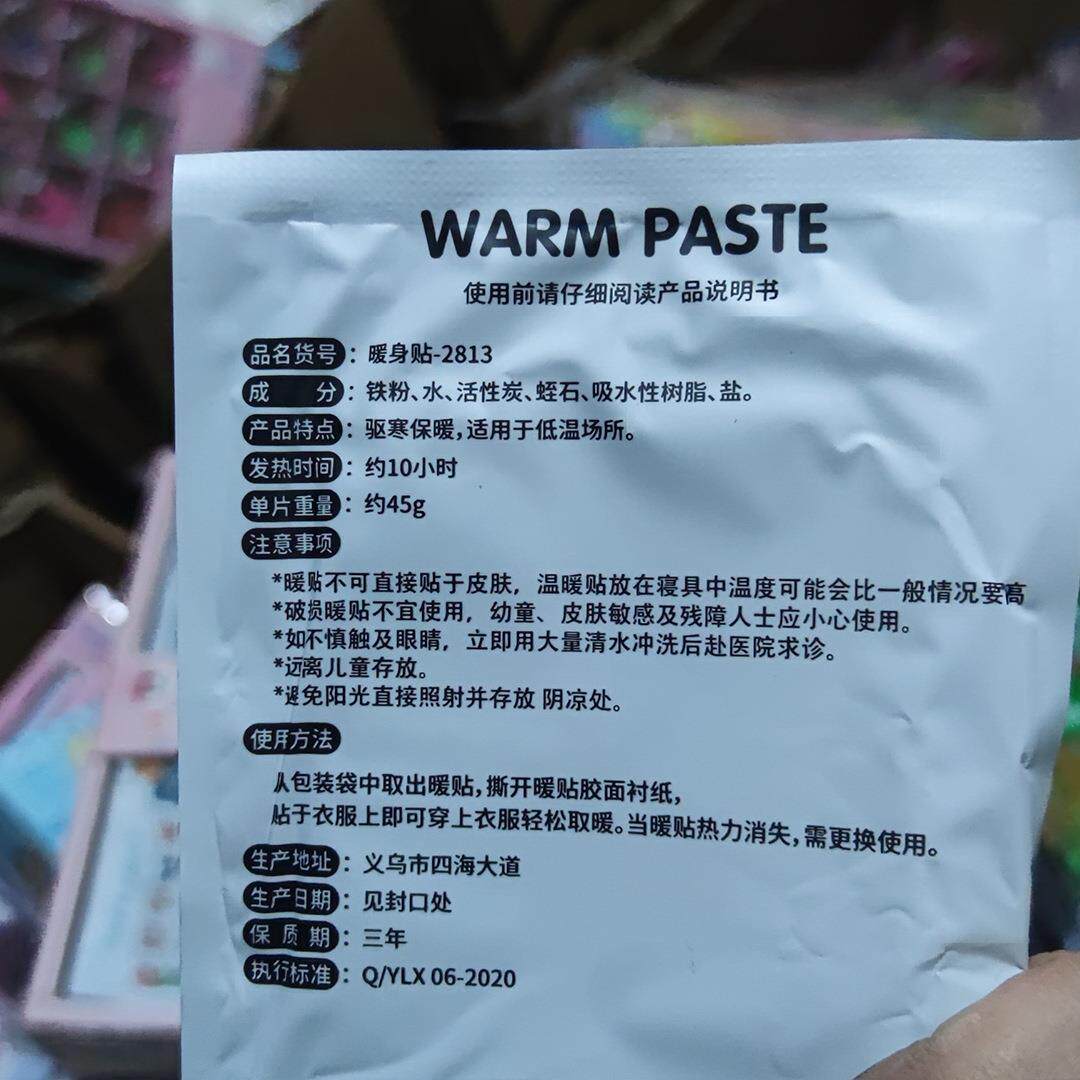 WARM PASTE
使用前请仔细阅读产品说明书
品名货号：暖身贴-2813
成 分：铁粉、水、活性炭、蛭石、吸水性树脂、盐。
产品特点：驱寒保暖，适用于低温场所。
发热时间：约10小时
单片重量：约45g
注意事项
*暖贴不可直接贴于皮肤，温暖贴放在寝具中温度可能会比一般情况要高
*破损暖贴不宜使用，幼童、皮肤敏感及残障人士应小心使用。
*如不慎触及眼睛，立即用大量清水冲洗后赴医院求诊。
*远离儿童存放。
*避免阳光直接照射并存放 阴凉处。
使用方法
从包装袋中取出暖贴，撕开暖贴胶面衬纸，
贴于衣服上即可穿上衣服轻松取暖。当暖贴热力消失，需更换使用。
生产地址：义乌市四海大道
生产日期：见封口处
保 质 期：三年
执行标准：Q/YLX 06-2020